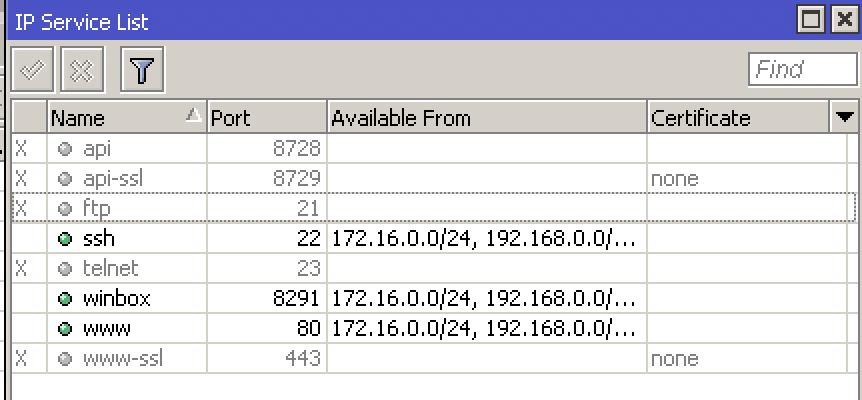 IP Service List
Find
Name Port Available From Certificate
X api 8728
X api-ssl 8729 none
X ftp 21
ssh 22 172.16.0.0/24, 192.168.0.0/...
X telnet 23
winbox 8291 172.16.0.0/24, 192.168.0.0/...
www 80 172.16.0.0/24, 192.168.0.0/...
X www-ssl 443 none